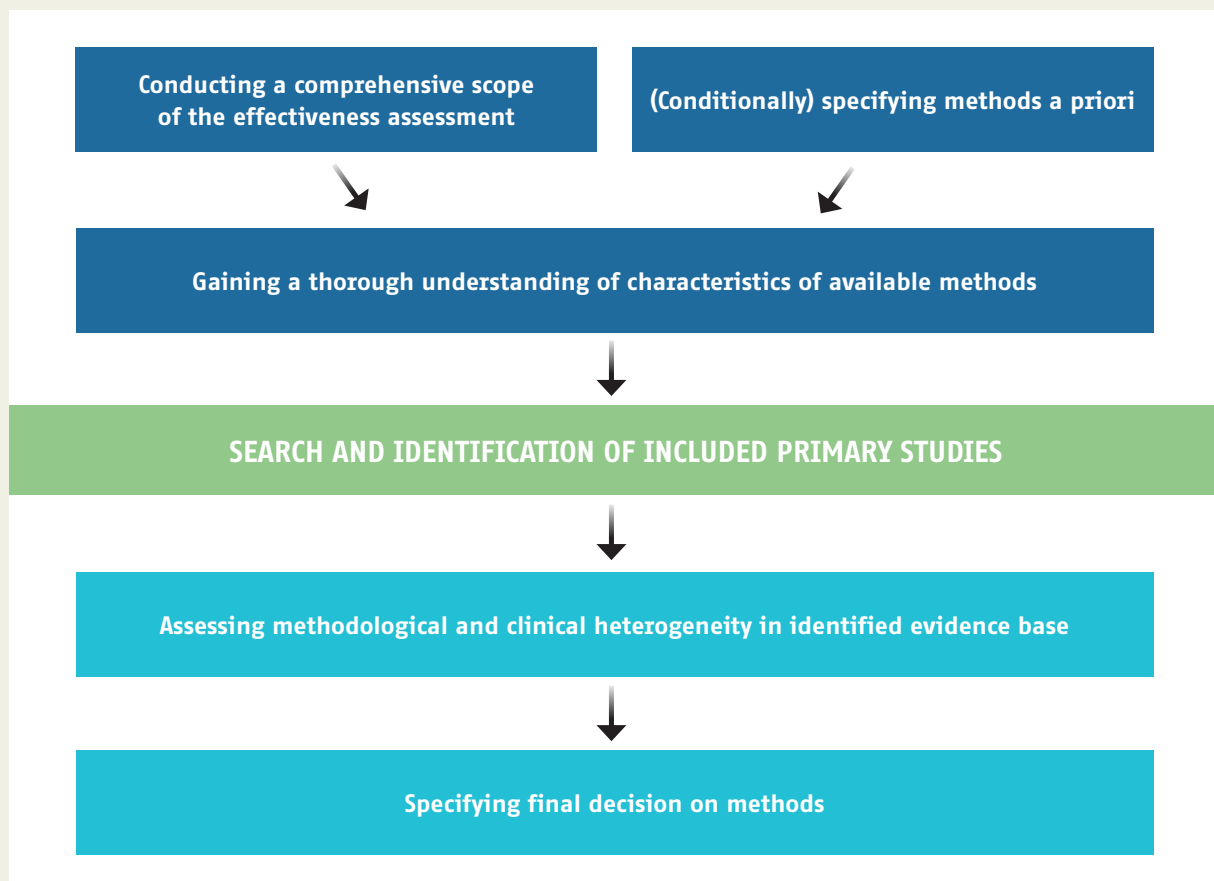 Conducting a comprehensive scope
of the effectiveness assessment
(Conditionally) specifying methods a priori
Gaining a thorough understanding of characteristics of available methods
SEARCH AND IDENTIFICATION OF INCLUDED PRIMARY STUDIES
Assessing methodological and clinical heterogeneity in identified evidence base
Specifying final decision on methods